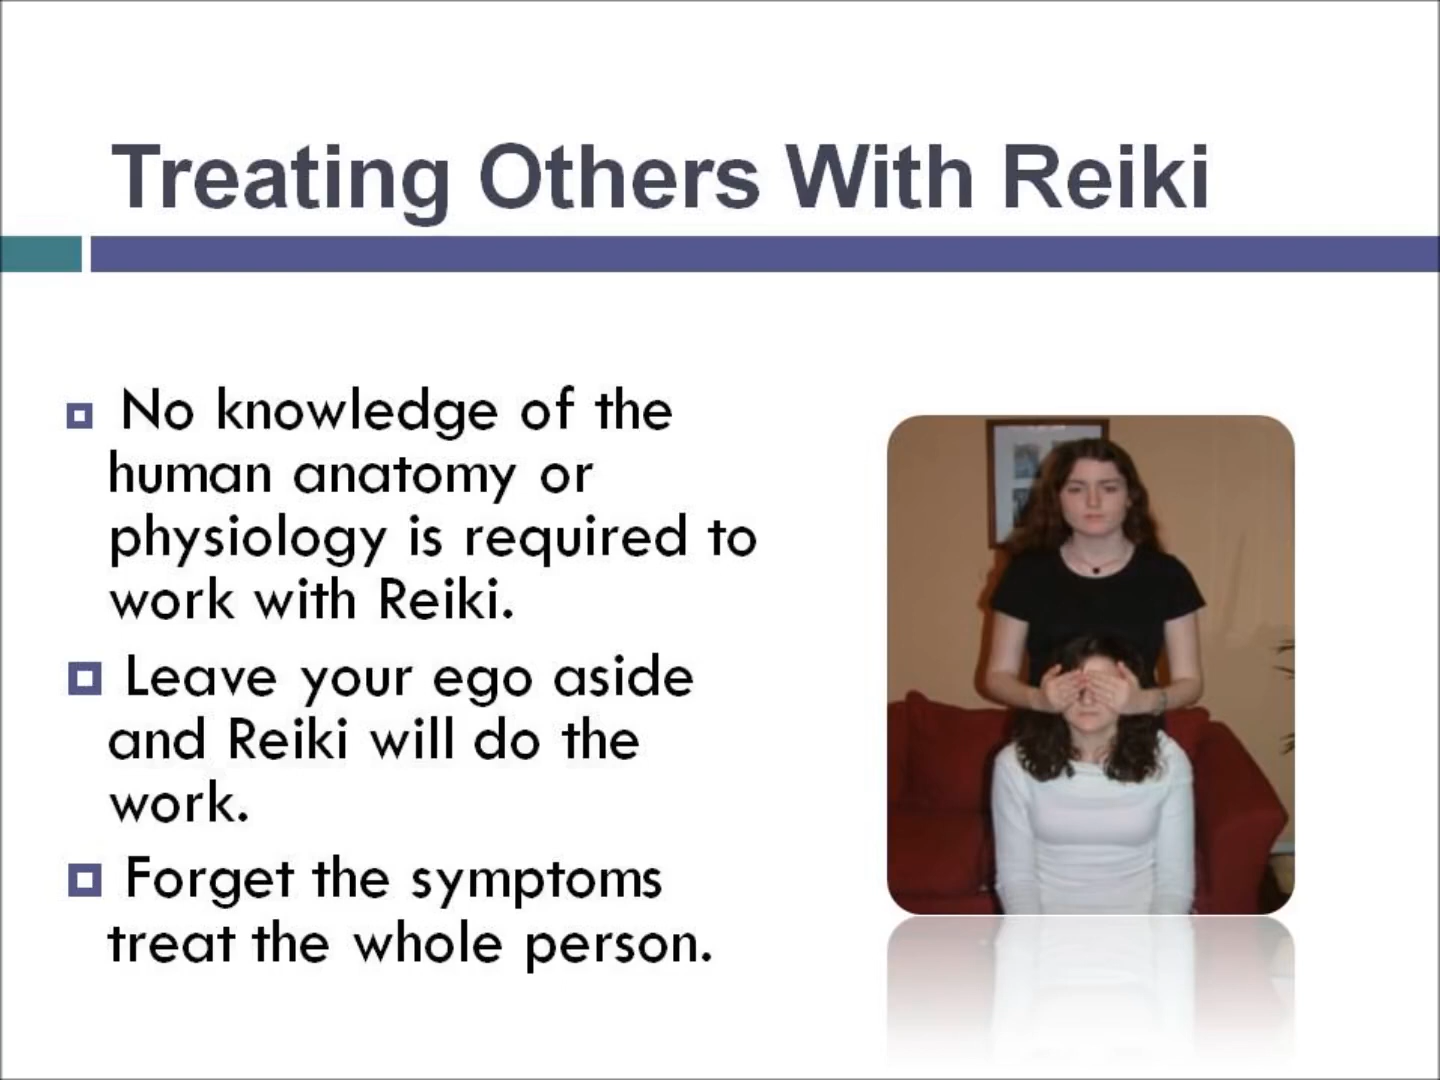 Treating Others With Reiki
No knowledge of the
human anatomy or
physiology is required to
work with Reiki.
Leave your ego aside
and Reiki will do the
work.
Forget the symptoms
treat the whole person.